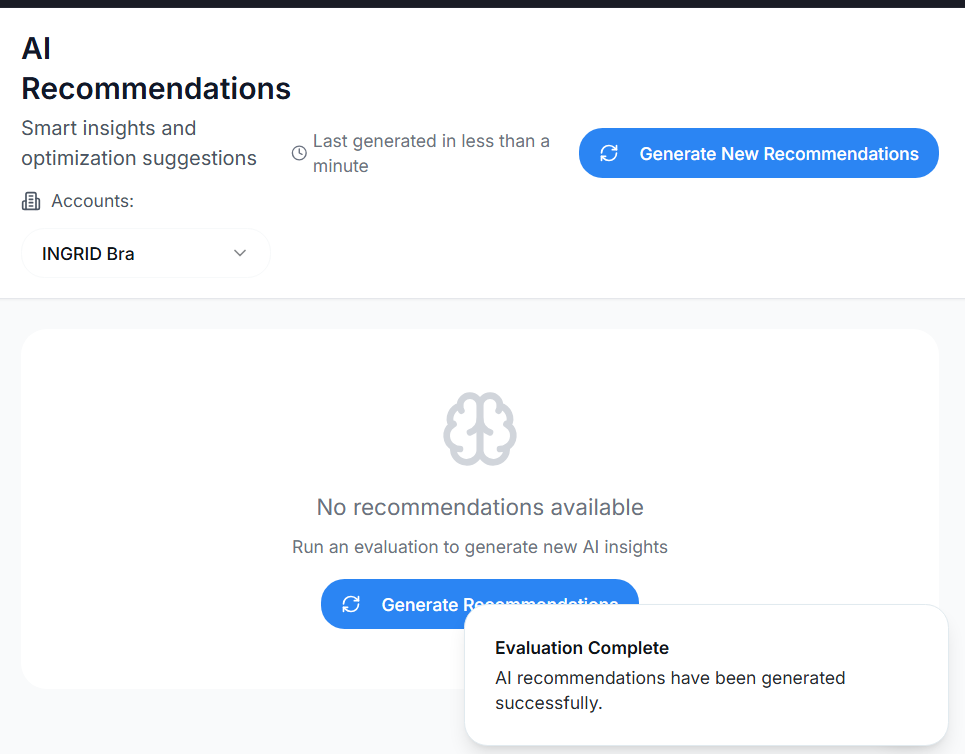 AI
Recommendations
Smart insights and
optimization suggestions
Last generated in less than a
minute
Generate New Recommendations
Accounts:
INGRID Bra
No recommendations available
Run an evaluation to generate new AI insights
Generate Recommendations
Evaluation Complete
AI recommendations have been generated
successfully.